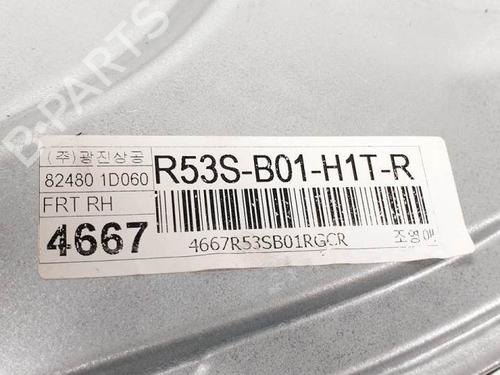 B-PARTS
(주)광진상공
82480 1D060
R53S-B01-H1T-R
FRT RH
4667
4667R53SB01RGCR